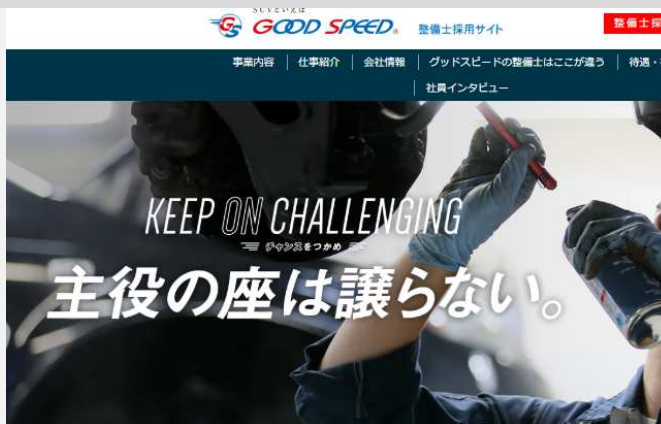 SUVといえば
GS GOOD SPEED. 整備士採用サイト
整備士採
事業内容 仕事紹介 会社情報 グッドスピードの整備士はここが違う 待遇・
社員インタビュー
KEEP ON CHALLENGING
チャンスをつかめ
主役の座は譲らない。